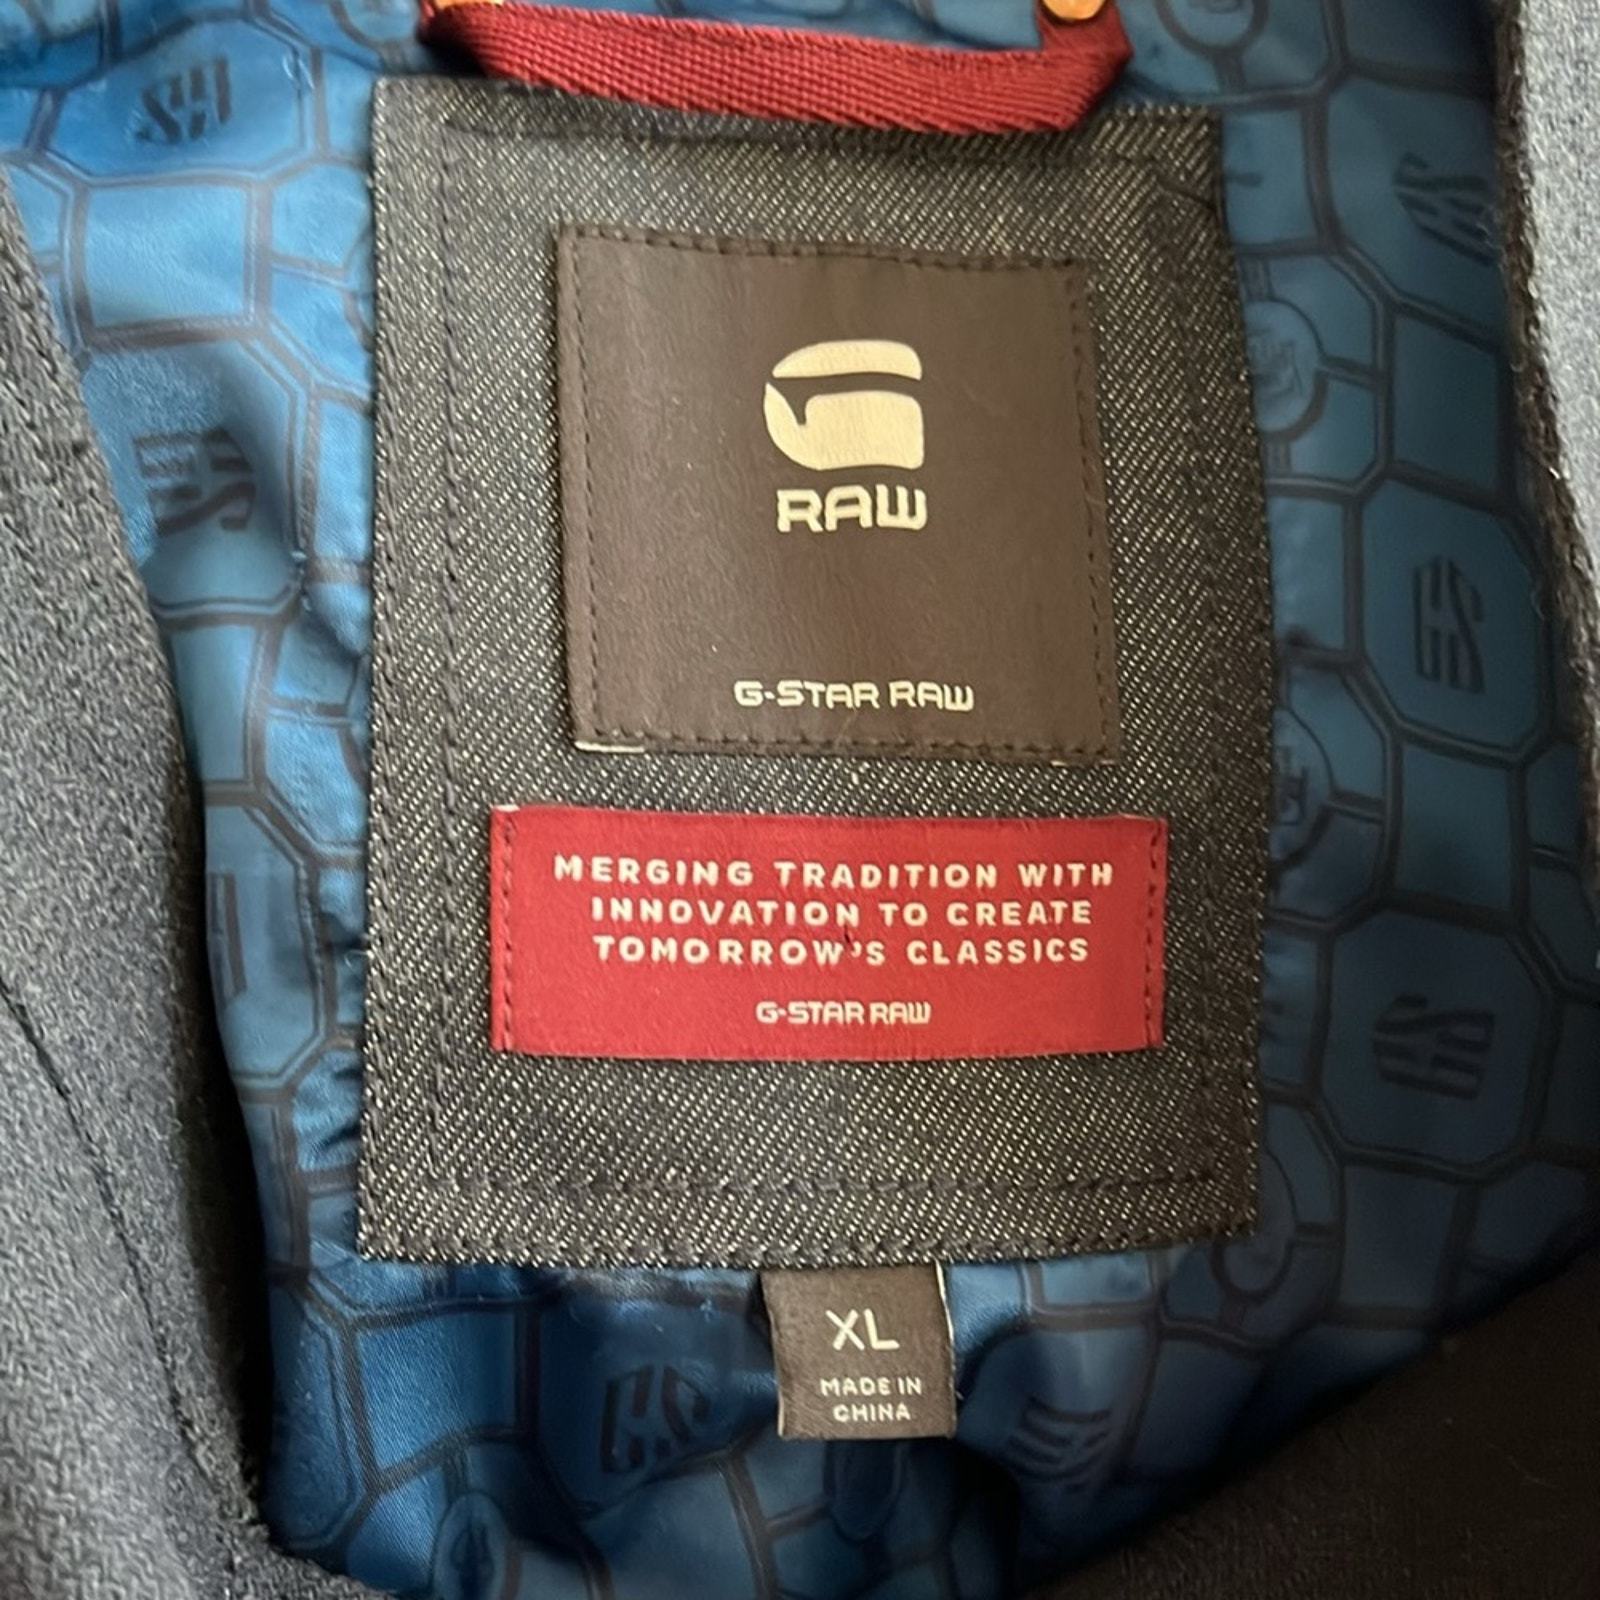 RAW
G-STAR RAW
MERGING TRADITION WITH
INNOVATION TO CREATE
TOMORROW'S CLASSICS
G-STAR RAW
XL
MADE IN
CHINA